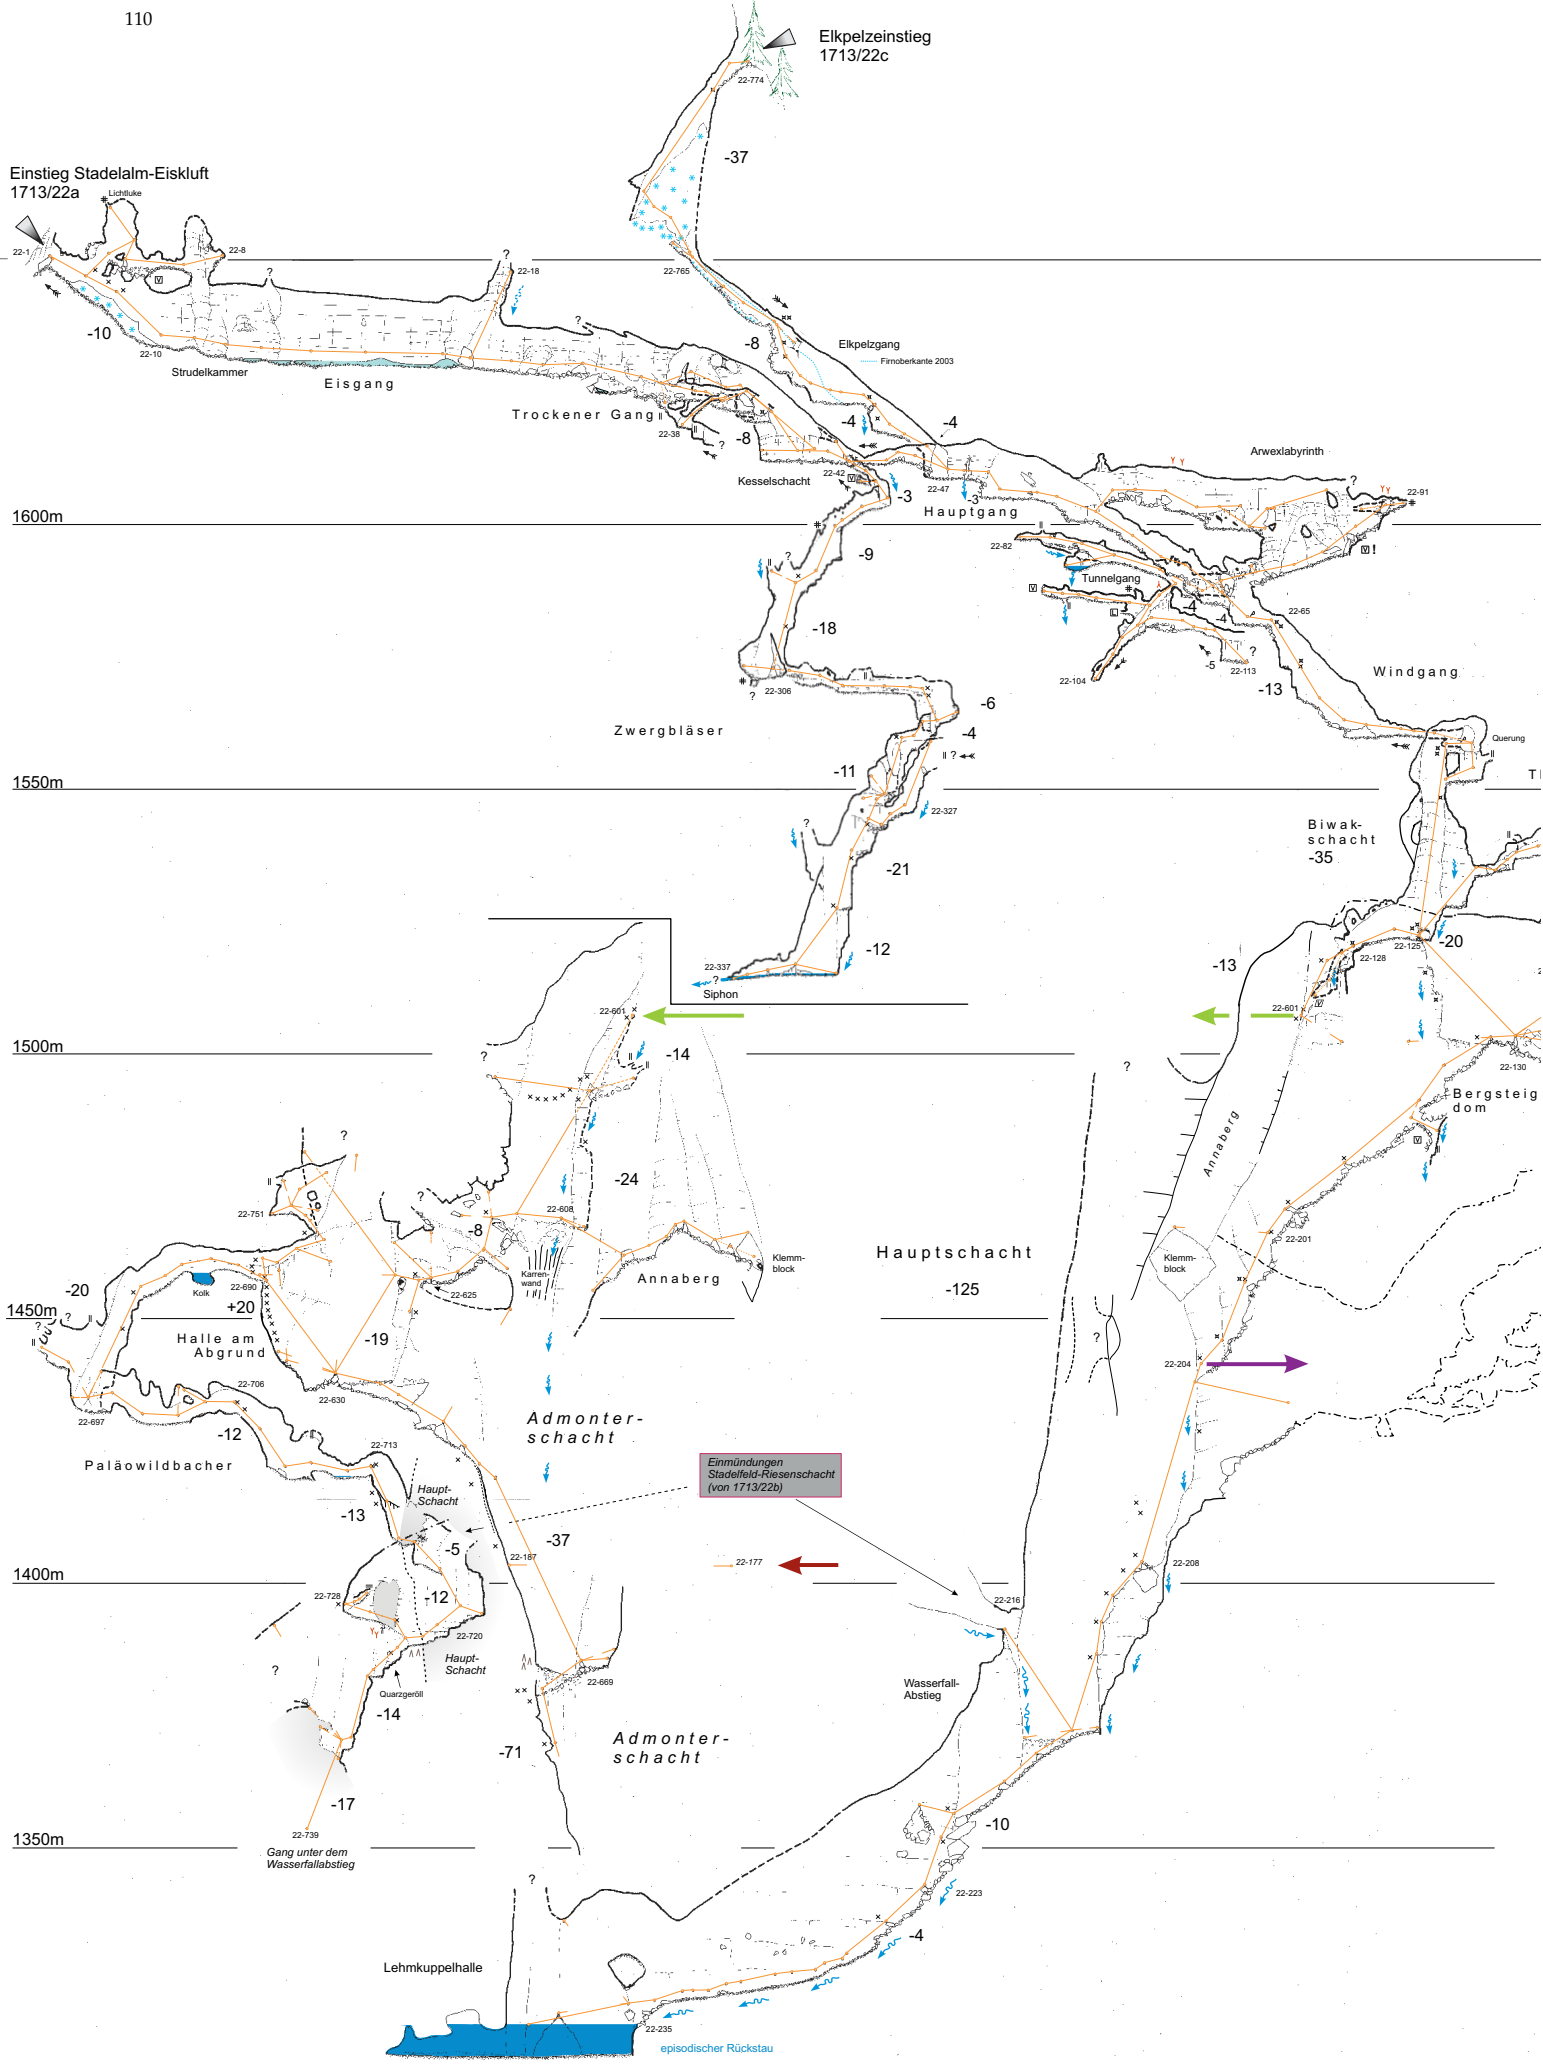 110
Elkpelzeinstieg
1713/22c
22-774
-37
Einstieg Stadelalm-Eiskluft
1713/22a
Lichtluke
22-1
22-8
?
?
22-18
22-765
V
-10
22-10
Strudelkammer
Eisgang
?
-8
Elkpelzgang
Firnoberkante 2003
Trockener Gang
22-38
?
-8
-4
-4
Kesselschacht
22-42
V
22-47
-3
-3
Hauptgang
Arwexlabyrinth
?
22-91
V !
1600m
22-82
-9
?
Tunnelgang
V
L
-4
-4
22-65
-18
-5
?
22-113
22-104
-13
Windgang
22-306
?
-6
-4
Zwergbläser
? 
-11
22-327
Querung
1550m
Biwak-
schacht
-35
?
-21
-12
22-337
?
Siphon
-13
22-125
-20
22-128
22-601
V
22-601
-14
1500m
?
?
22-130
Bergsteig
dom
V
Annaberg
?
?
22-751
-24
22-608
-8
Karren-
wand
Annaberg
Klemm-
block
Hauptschacht
-125
Klemm-
block
22-201
-20
Kolk
22-690
+20
22-625
1450m
?
?
Halle am
Abgrund
-19
?
22-204
22-706
22-630
22-697
-12
Admonter-
schacht
Paläowildbacher
22-713
Haupt-
Schacht
Einmündungen
Stadelfeld-Riesenschacht
(von 1713/22b)
-13
-5
-37
22-187
22-177
22-208
1400m
22-728
-12
22-216
22-720
?
Haupt-
Schacht
Quarzgeröll
22-669
Wasserfall-
Abstieg
-14
-71
Admonter-
schacht
-17
22-739
-10
1350m
Gang unter dem
Wasserfallabstieg
?
22-223
-4
Lehmkuppelhalle
22-235
episodischer Rückstau